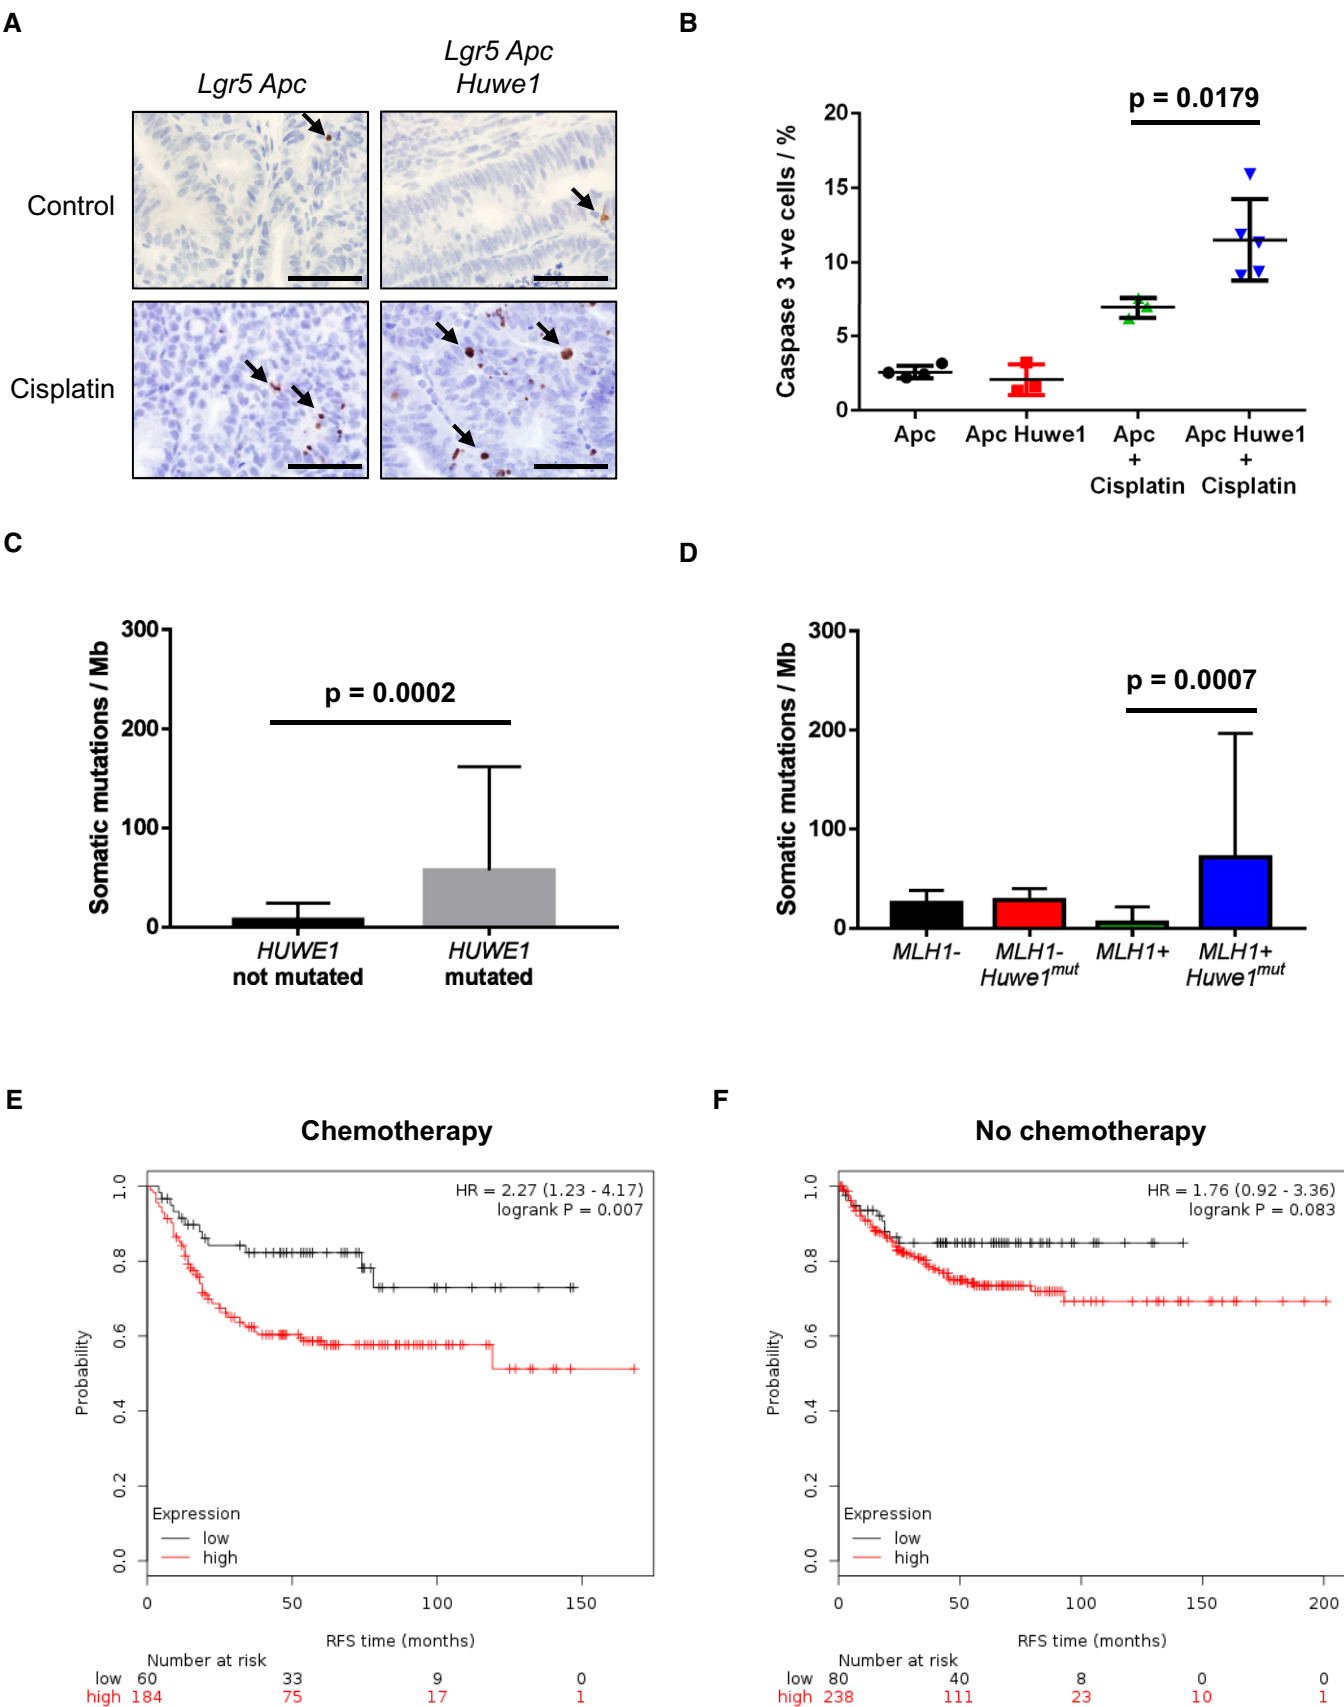 A
Lgr5 Apc
Lgr5 Apc
Huwe1
Control
Cisplatin
B
p = 0.0179
Caspase 3 +ve cells / %
20
15
10
5
0
Apc
Apc Huwe1
Apc
+
Cisplatin
Apc Huwe1
+
Cisplatin
C
Somatic mutations / Mb
300
200
100
0
p = 0.0002
HUWE1
not mutated
HUWE1
mutated
D
Somatic mutations / Mb
300
200
100
0
p = 0.0007
MLH1-
MLH1-
Huwe1mut
MLH1+
MLH1+
Huwe1mut
E
Chemotherapy
HR = 2.27 (1.23 - 4.17)
logrank P = 0.007
Probability
1.0
0.8
0.6
0.4
0.2
0.0
Expression
low
high
0 50 100 150
RFS time (months)
Number at risk
low 60 33 9 0
high 184 75 17 1
F
No chemotherapy
HR = 1.76 (0.92 - 3.36)
logrank P = 0.083
Probability
1.0
0.8
0.6
0.4
0.2
0.0
Expression
low
high
0 50 100 150 200
RFS time (months)
Number at risk
low 80 40 8 0 0
high 238 111 23 10 1